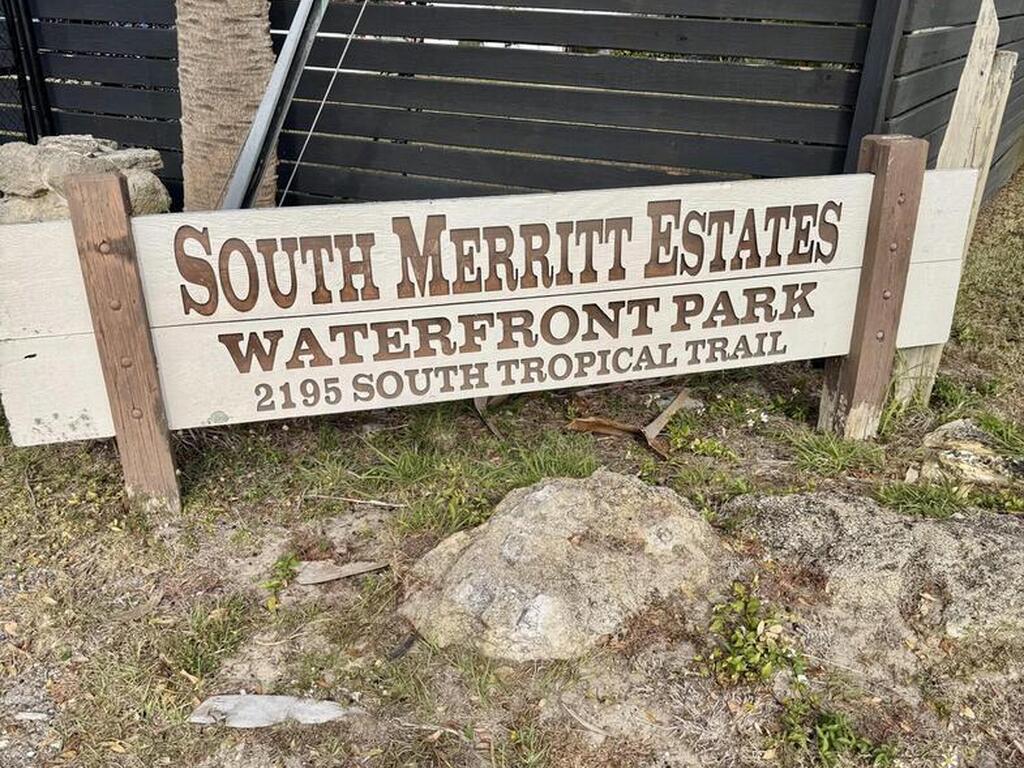 SOUTH MERRITT ESTATES
WATERFRONT PARK
2195 SOUTH TROPICAL TRAIL